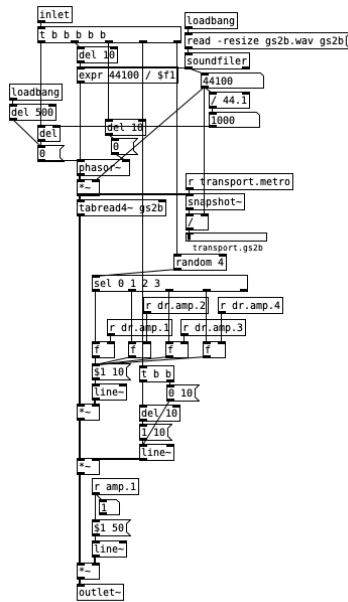 inlet
loadbang
t b b b b b
read -resize gs2b.wav gs2b
del 10
soundfiler
expr 44100 / $f1
44100
loadbang
/ 44.1
del 500
1000
del
del 10
0
0
phasor~
r transport.metro
*~
snapshot~
tabread4~ gs2b
/
transport.gs2b
random 4
sel 0 1 2 3
r dr.amp.2
r dr.amp.4
r dr.amp.1
r dr.amp.3
f
f
f
f
$1 10
t b b
line~
0 10
*~
del 10
1 10
line~
*~
r amp.1
1
$1 50
line~
*~
outlet~